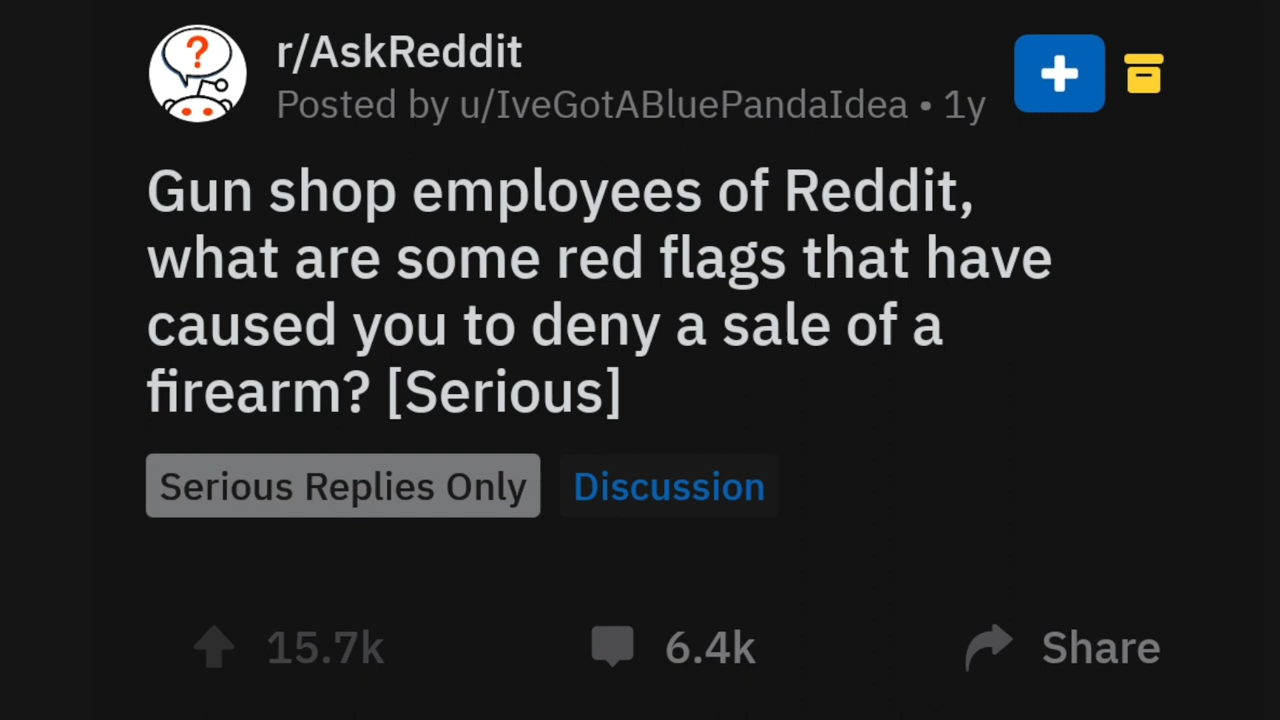 ?
r/AskReddit
Posted by u/IveGotABluePandaIdea • 1y
Gun shop employees of Reddit,
what are some red flags that have
caused you to deny a sale of a
firearm? [Serious]
Serious Replies Only Discussion
15.7k 6.4k Share